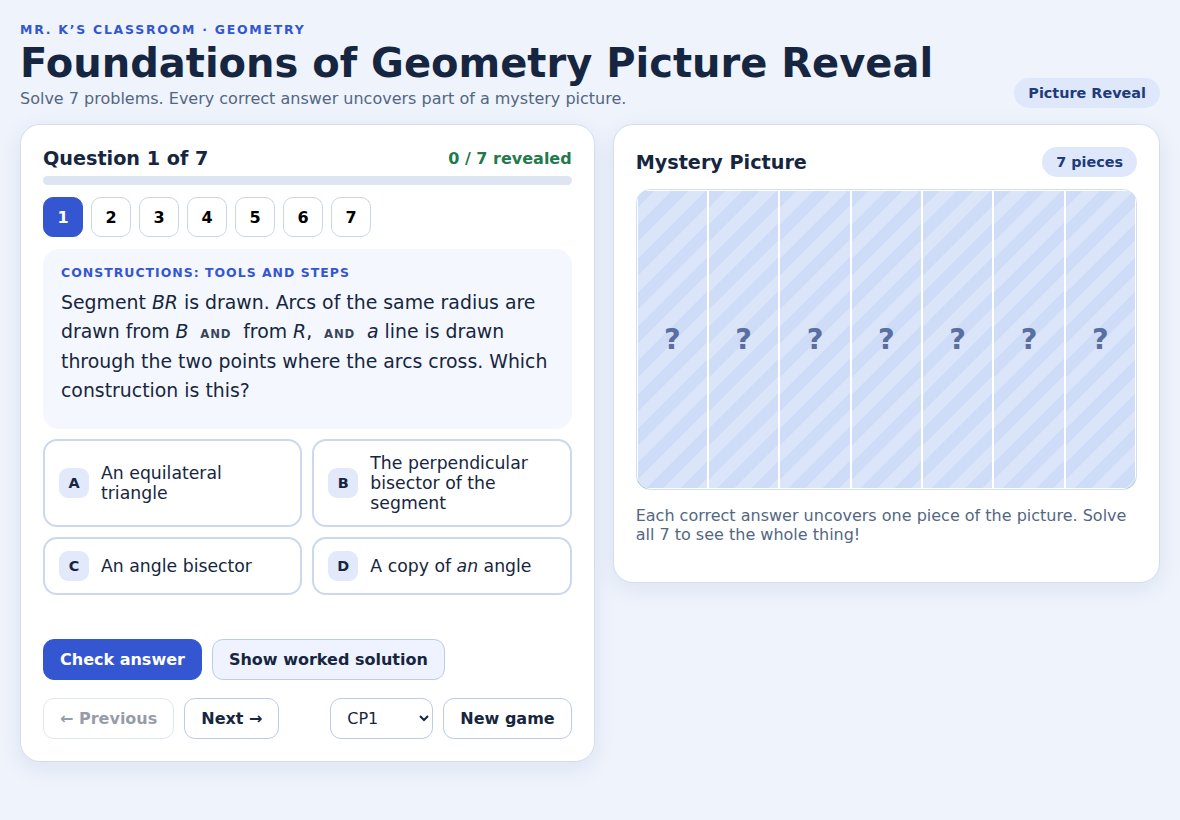 MR. K’S CLASSROOM · GEOMETRY
Foundations of Geometry Picture Reveal
Solve 7 problems. Every correct answer uncovers part of a mystery picture.
Picture Reveal
Question 1 of 7
0 / 7 revealed
1 2 3 4 5 6 7
CONSTRUCTIONS: TOOLS AND STEPS
Segment BR is drawn. Arcs of the same radius are
drawn from B AND from R, AND a line is drawn
through the two points where the arcs cross. Which
construction is this?
A An equilateral
triangle
B The perpendicular
bisector of the
segment
C An angle bisector
D A copy of an angle
Check answer
Show worked solution
← Previous
Next →
CP1
New game
Mystery Picture
7 pieces
? ? ? ? ? ? ?
Each correct answer uncovers one piece of the picture. Solve
all 7 to see the whole thing!